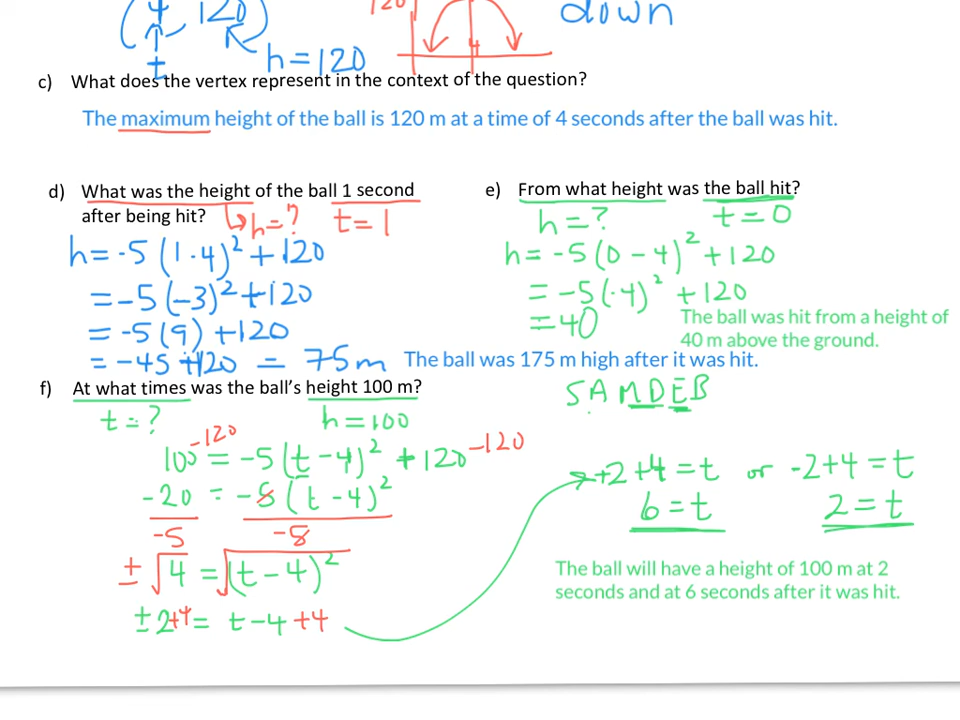 (4, 120)
t
h=120
120
4
down
c) What does the vertex represent in the context of the question?
The maximum height of the ball is 120 m at a time of 4 seconds after the ball was hit.
d) What was the height of the ball 1 second
after being hit? h=? t=1
h=-5(1-4)²+120
=-5(-3)²+120
=-5(9)+120
=-45+120 = 75m The ball was 175 m high after it was hit.
e) From what height was the ball hit?
h=? t=0
h=-5(0-4)²+120
=-5(-4)²+120
=40
The ball was hit from a height of
40 m above the ground.
f) At what times was the ball's height 100 m?
t=? h=100
100-120=-5(t-4)²+120-120
-20=-5(t-4)²
-5 -5
±√4=√(t-4)²
±2+4=t-4+4
SAMDEB
+2+4=t or -2+4=t
6=t 2=t
The ball will have a height of 100 m at 2
seconds and at 6 seconds after it was hit.